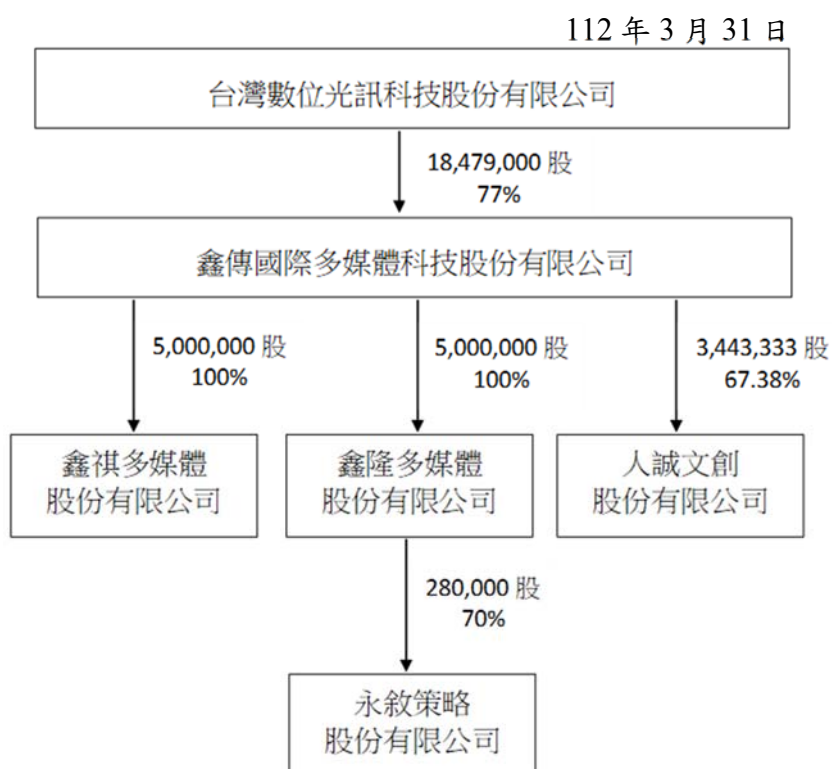 112 年 3 月 31 日
台灣數位光訊科技股份有限公司
18,479,000 股
77%
鑫傳國際多媒體科技股份有限公司
5,000,000 股
100%
5,000,000 股
100%
3,443,333 股
67.38%
鑫祺多媒體
股份有限公司
鑫隆多媒體
股份有限公司
人誠文創
股份有限公司
280,000 股
70%
永敘策略
股份有限公司